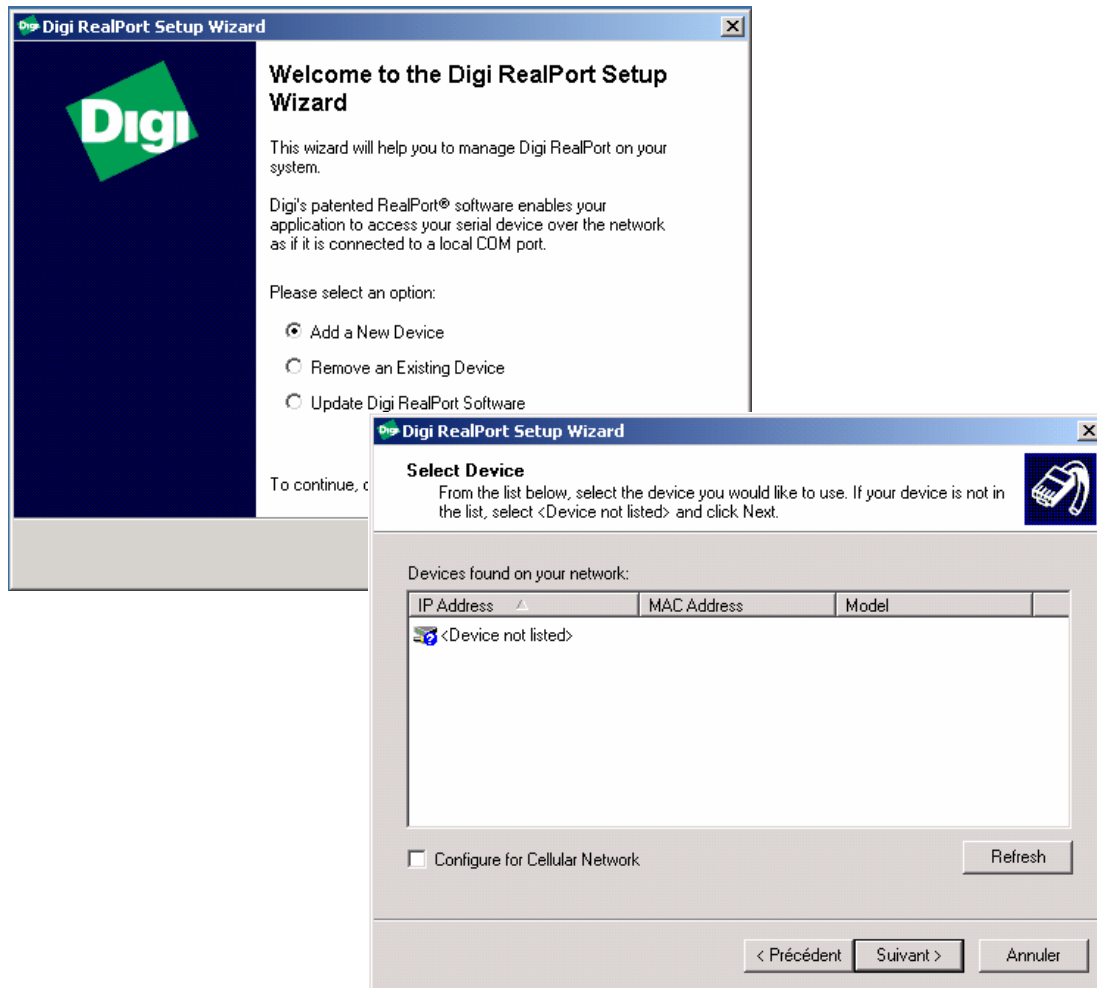 Digi RealPort Setup Wizard
Digi
Welcome to the Digi RealPort Setup
Wizard
This wizard will help you to manage Digi RealPort on your
system.
Digi's patented RealPort® software enables your
application to access your serial device over the network
as if it is connected to a local COM port.
Please select an option:
Add a New Device
Remove an Existing Device
Update Digi RealPort Software
To continue,
Digi RealPort Setup Wizard
Select Device
From the list below, select the device you would like to use. If your device is not in
the list, select <Device not listed> and click Next.
Devices found on your network:
IP Address MAC Address Model
<Device not listed>
Configure for Cellular Network
Refresh
< Précédent Suivant > Annuler